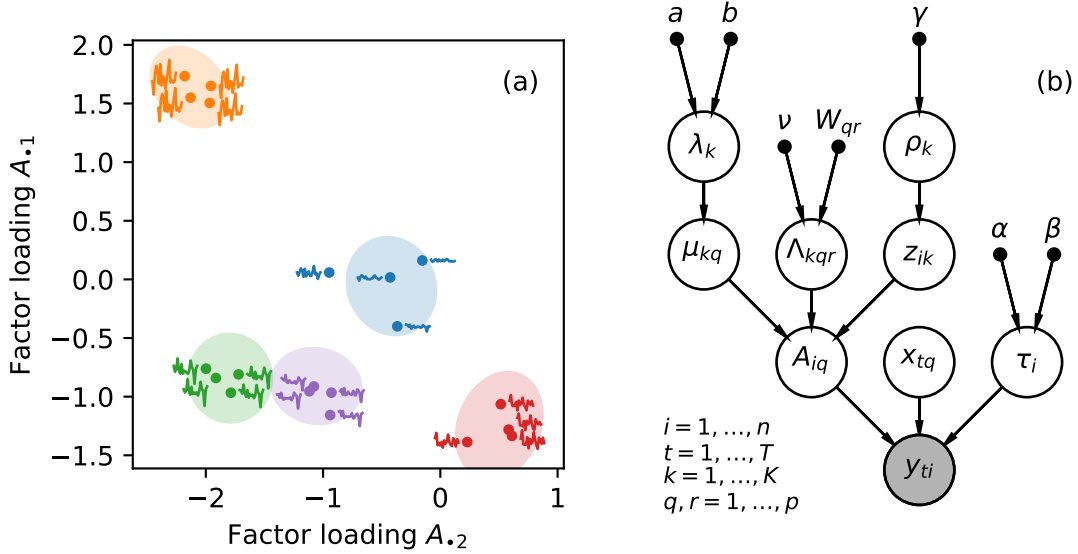 (a)
2.0
1.5
1.0
0.5
0.0
−0.5
−1.0
−1.5
Factor loading A•1
−2 −1 0 1
Factor loading A•2
(b)
a b γ
λk ν Wqr ρk
μkq Λkqr zik α β
Aiq xtq τi
yti
i = 1, …, n
t = 1, …, T
k = 1, …, K
q, r = 1, …, p